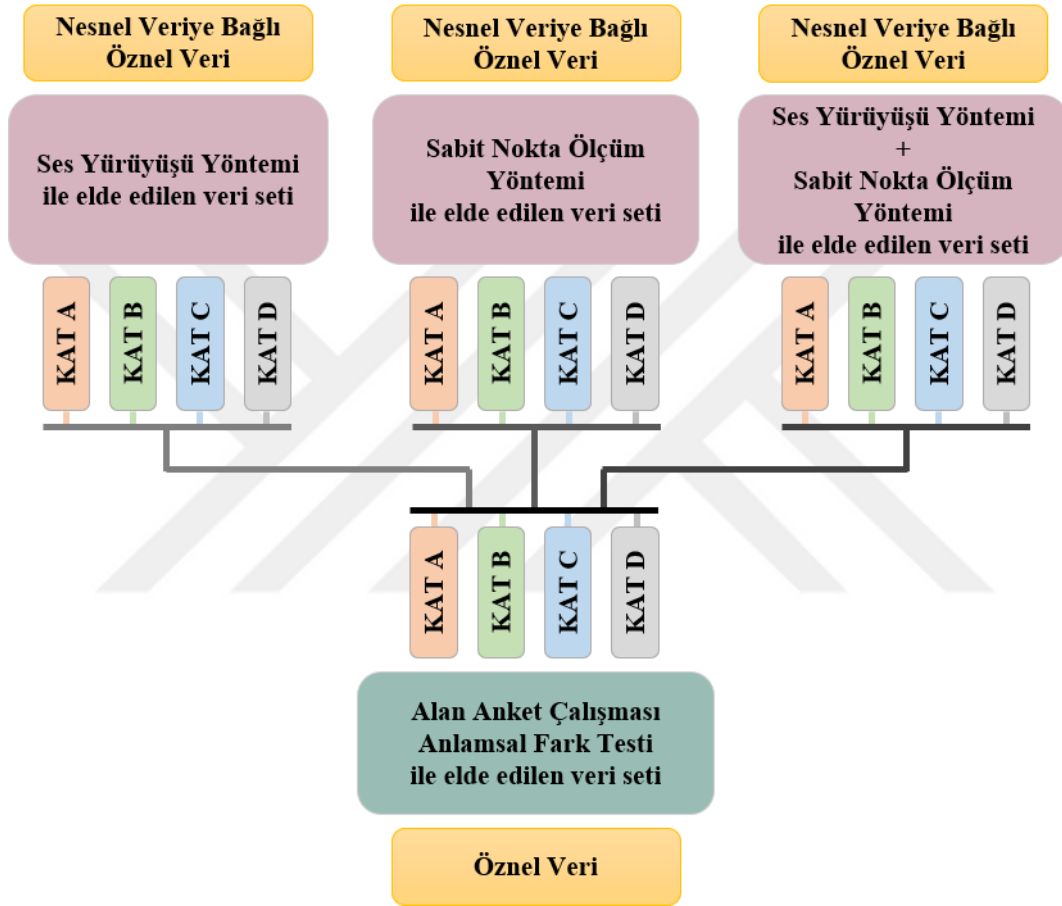 Nesnel Veriye Bağlı
Öznel Veri
Nesnel Veriye Bağlı
Öznel Veri
Nesnel Veriye Bağlı
Öznel Veri
Ses Yürüyüşü Yöntemi
ile elde edilen veri seti
Sabit Nokta Ölçüm
Yöntemi
ile elde edilen veri seti
Ses Yürüyüşü Yöntemi
+
Sabit Nokta Ölçüm
Yöntemi
ile elde edilen veri seti
KAT A
KAT B
KAT C
KAT D
KAT A
KAT B
KAT C
KAT D
KAT A
KAT B
KAT C
KAT D
KAT A
KAT B
KAT C
KAT D
Alan Anket Çalışması
Anlamsal Fark Testi
ile elde edilen veri seti
Öznel Veri